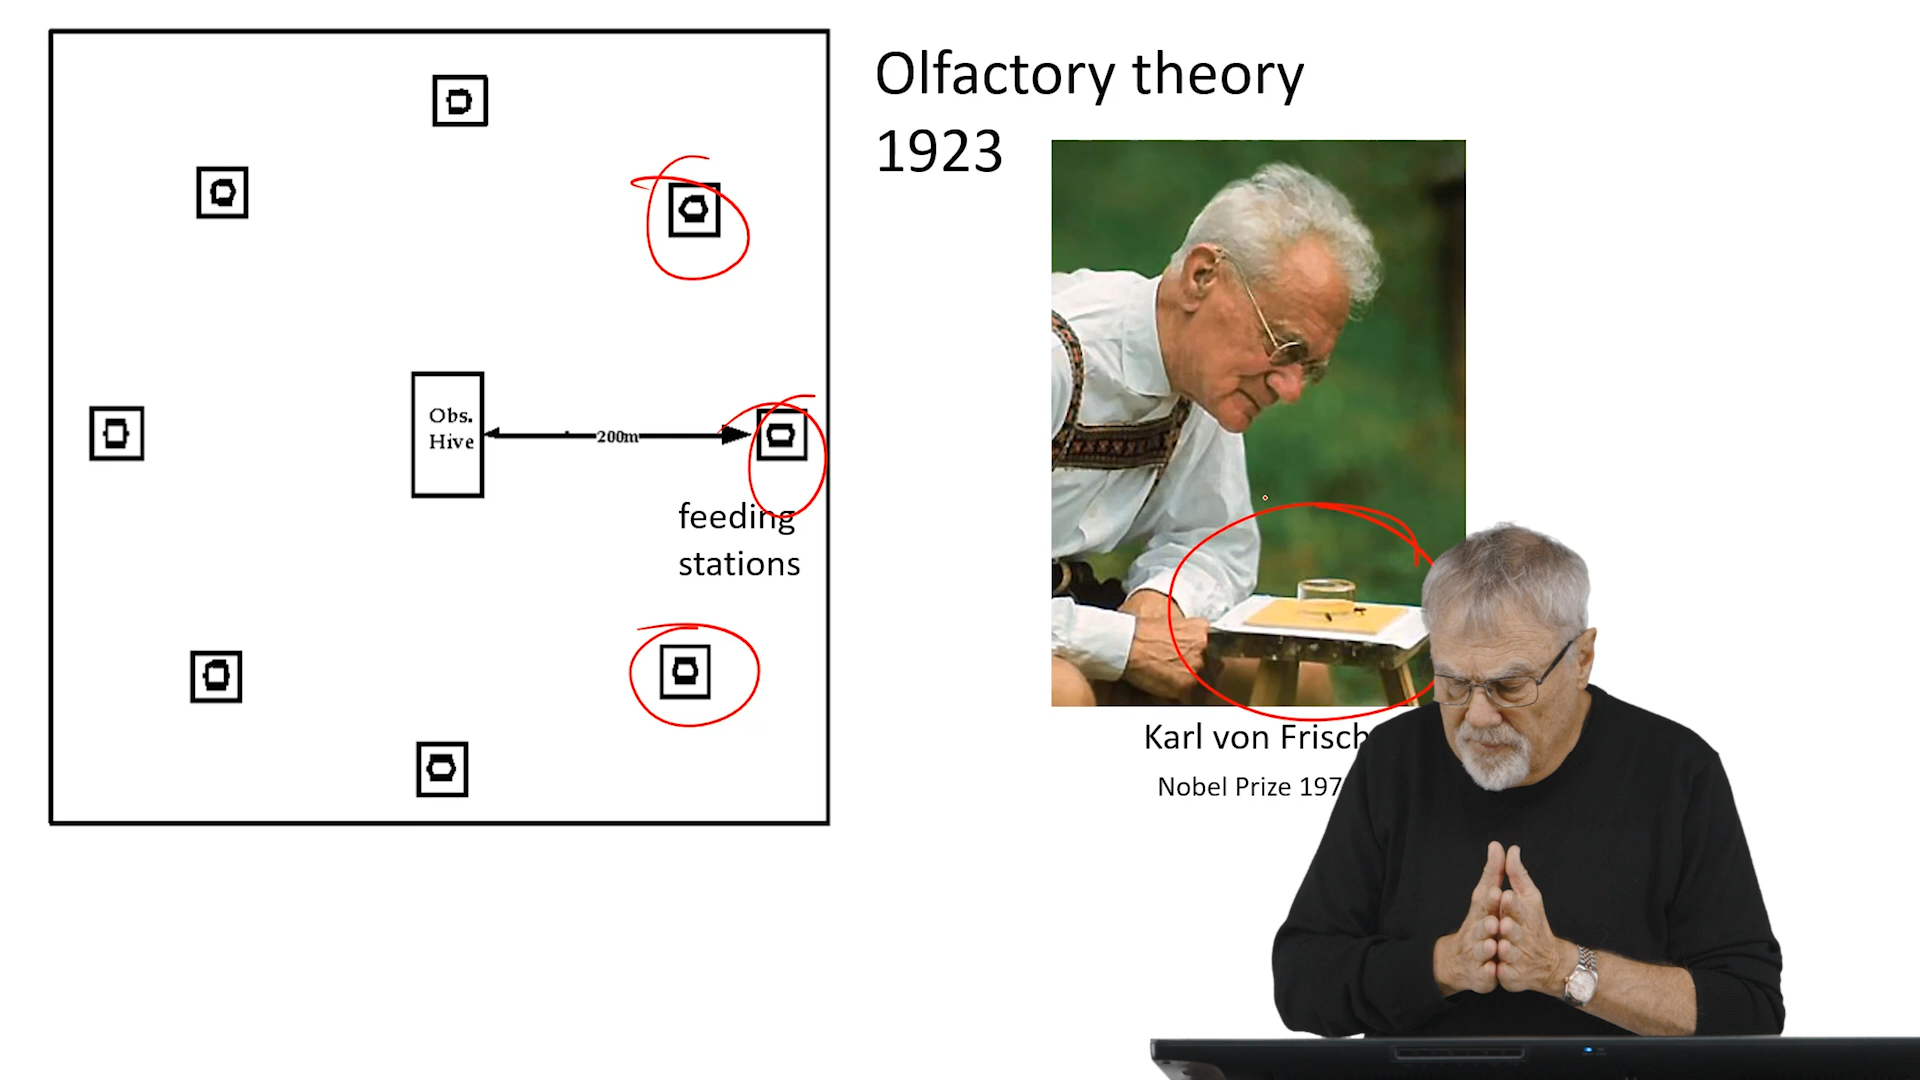 Olfactory theory
1923
Obs.
Hive
200m
feeding
stations
Karl von Frisch
Nobel Prize 197